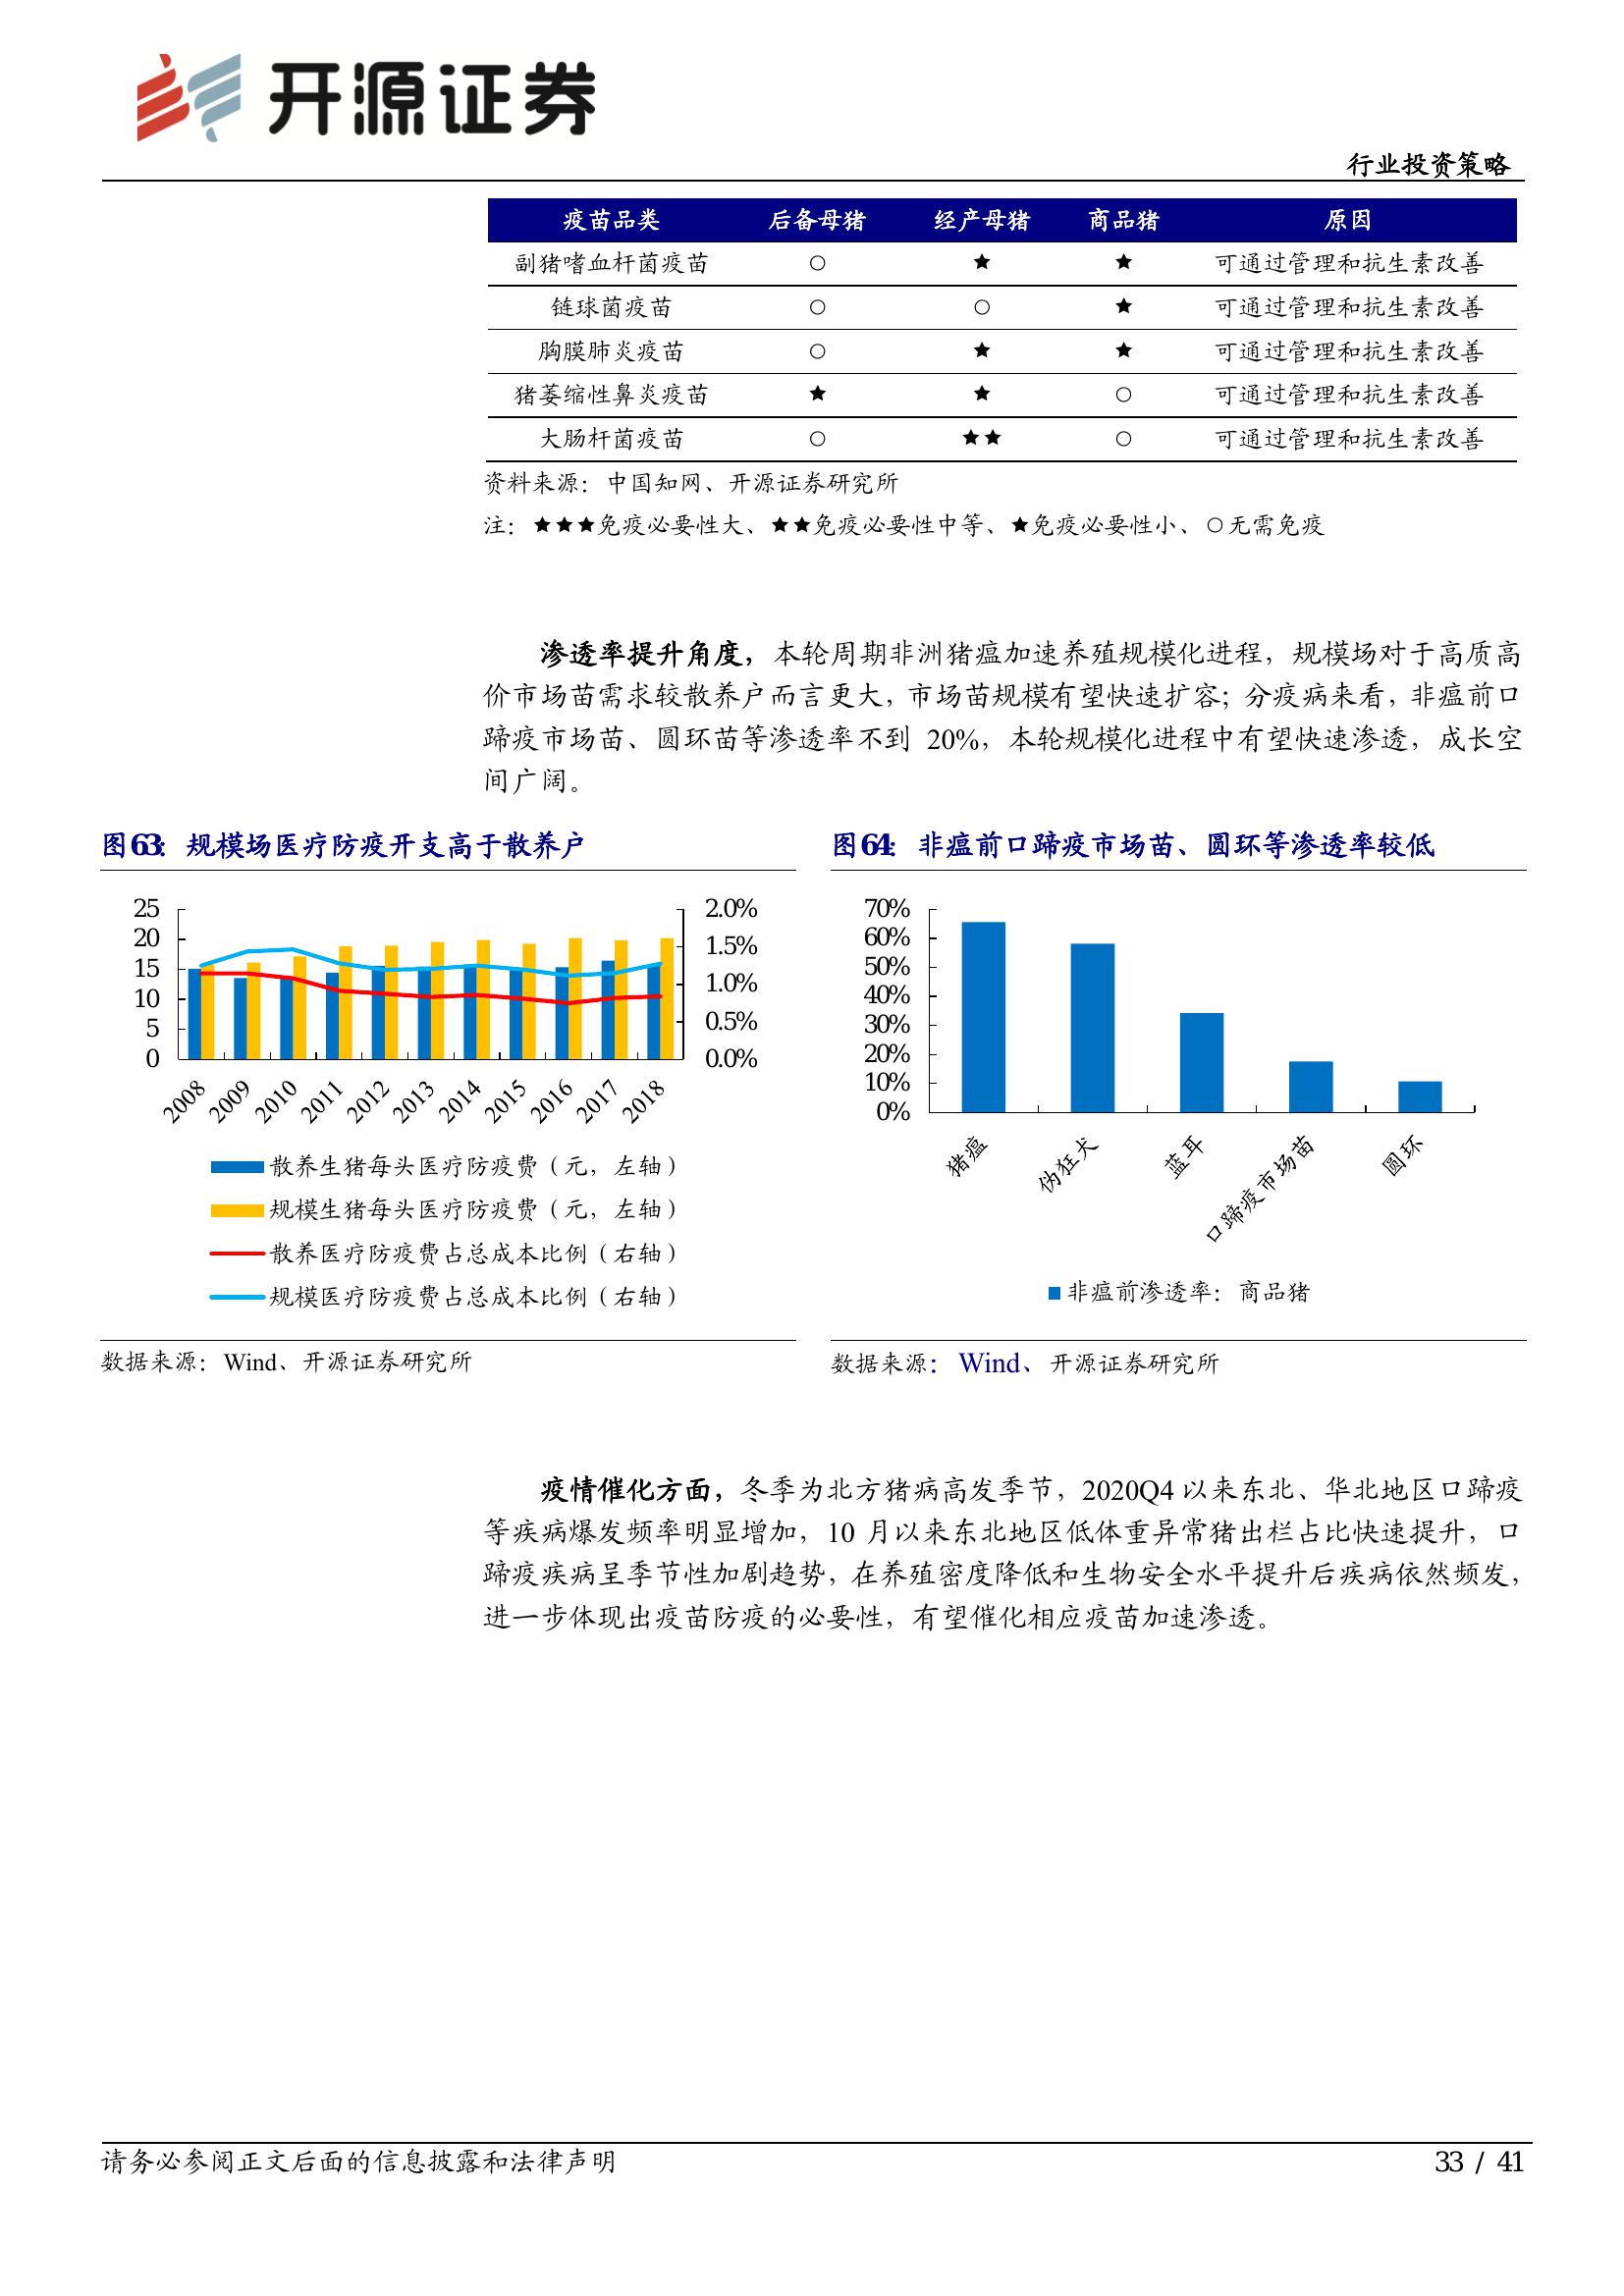 开源证券
行业投资策略
疫苗品类 后备母猪 经产母猪 商品猪 原因
副猪嗜血杆菌疫苗 ○ ★ ★ 可通过管理和抗生素改善
链球菌疫苗 ○ ○ ★ 可通过管理和抗生素改善
胸膜肺炎疫苗 ○ ★ ★ 可通过管理和抗生素改善
猪萎缩性鼻炎疫苗 ★ ★ ○ 可通过管理和抗生素改善
大肠杆菌疫苗 ○ ★★ ○ 可通过管理和抗生素改善
资料来源：中国知网、开源证券研究所
注：★★★免疫必要性大、★★免疫必要性中等、★免疫必要性小、○无需免疫
渗透率提升角度，本轮周期非洲猪瘟加速养殖规模化进程，规模场对于高质高
价市场苗需求较散养户而言更大，市场苗规模有望快速扩容；分疫病来看，非瘟前口
蹄疫市场苗、圆环苗等渗透率不到 20%，本轮规模化进程中有望快速渗透，成长空
间广阔。
图63：规模场医疗防疫开支高于散养户
25
20
15
10
5
0
2.0%
1.5%
1.0%
0.5%
0.0%
2008 2009 2010 2011 2012 2013 2014 2015 2016 2017 2018
散养生猪每头医疗防疫费（元，左轴）
规模生猪每头医疗防疫费（元，左轴）
散养医疗防疫费占总成本比例（右轴）
规模医疗防疫费占总成本比例（右轴）
数据来源：Wind、开源证券研究所
图64：非瘟前口蹄疫市场苗、圆环等渗透率较低
70%
60%
50%
40%
30%
20%
10%
0%
猪瘟 伪狂犬 蓝耳 口蹄疫市场苗 圆环
非瘟前渗透率：商品猪
数据来源：Wind、开源证券研究所
疫情催化方面，冬季为北方猪病高发季节，2020Q4 以来东北、华北地区口蹄疫
等疾病爆发频率明显增加，10 月以来东北地区低体重异常猪出栏占比快速提升，口
蹄疫疾病呈季节性加剧趋势，在养殖密度降低和生物安全水平提升后疾病依然频发，
进一步体现出疫苗防疫的必要性，有望催化相应疫苗加速渗透。
请务必参阅正文后面的信息披露和法律声明
33 / 41